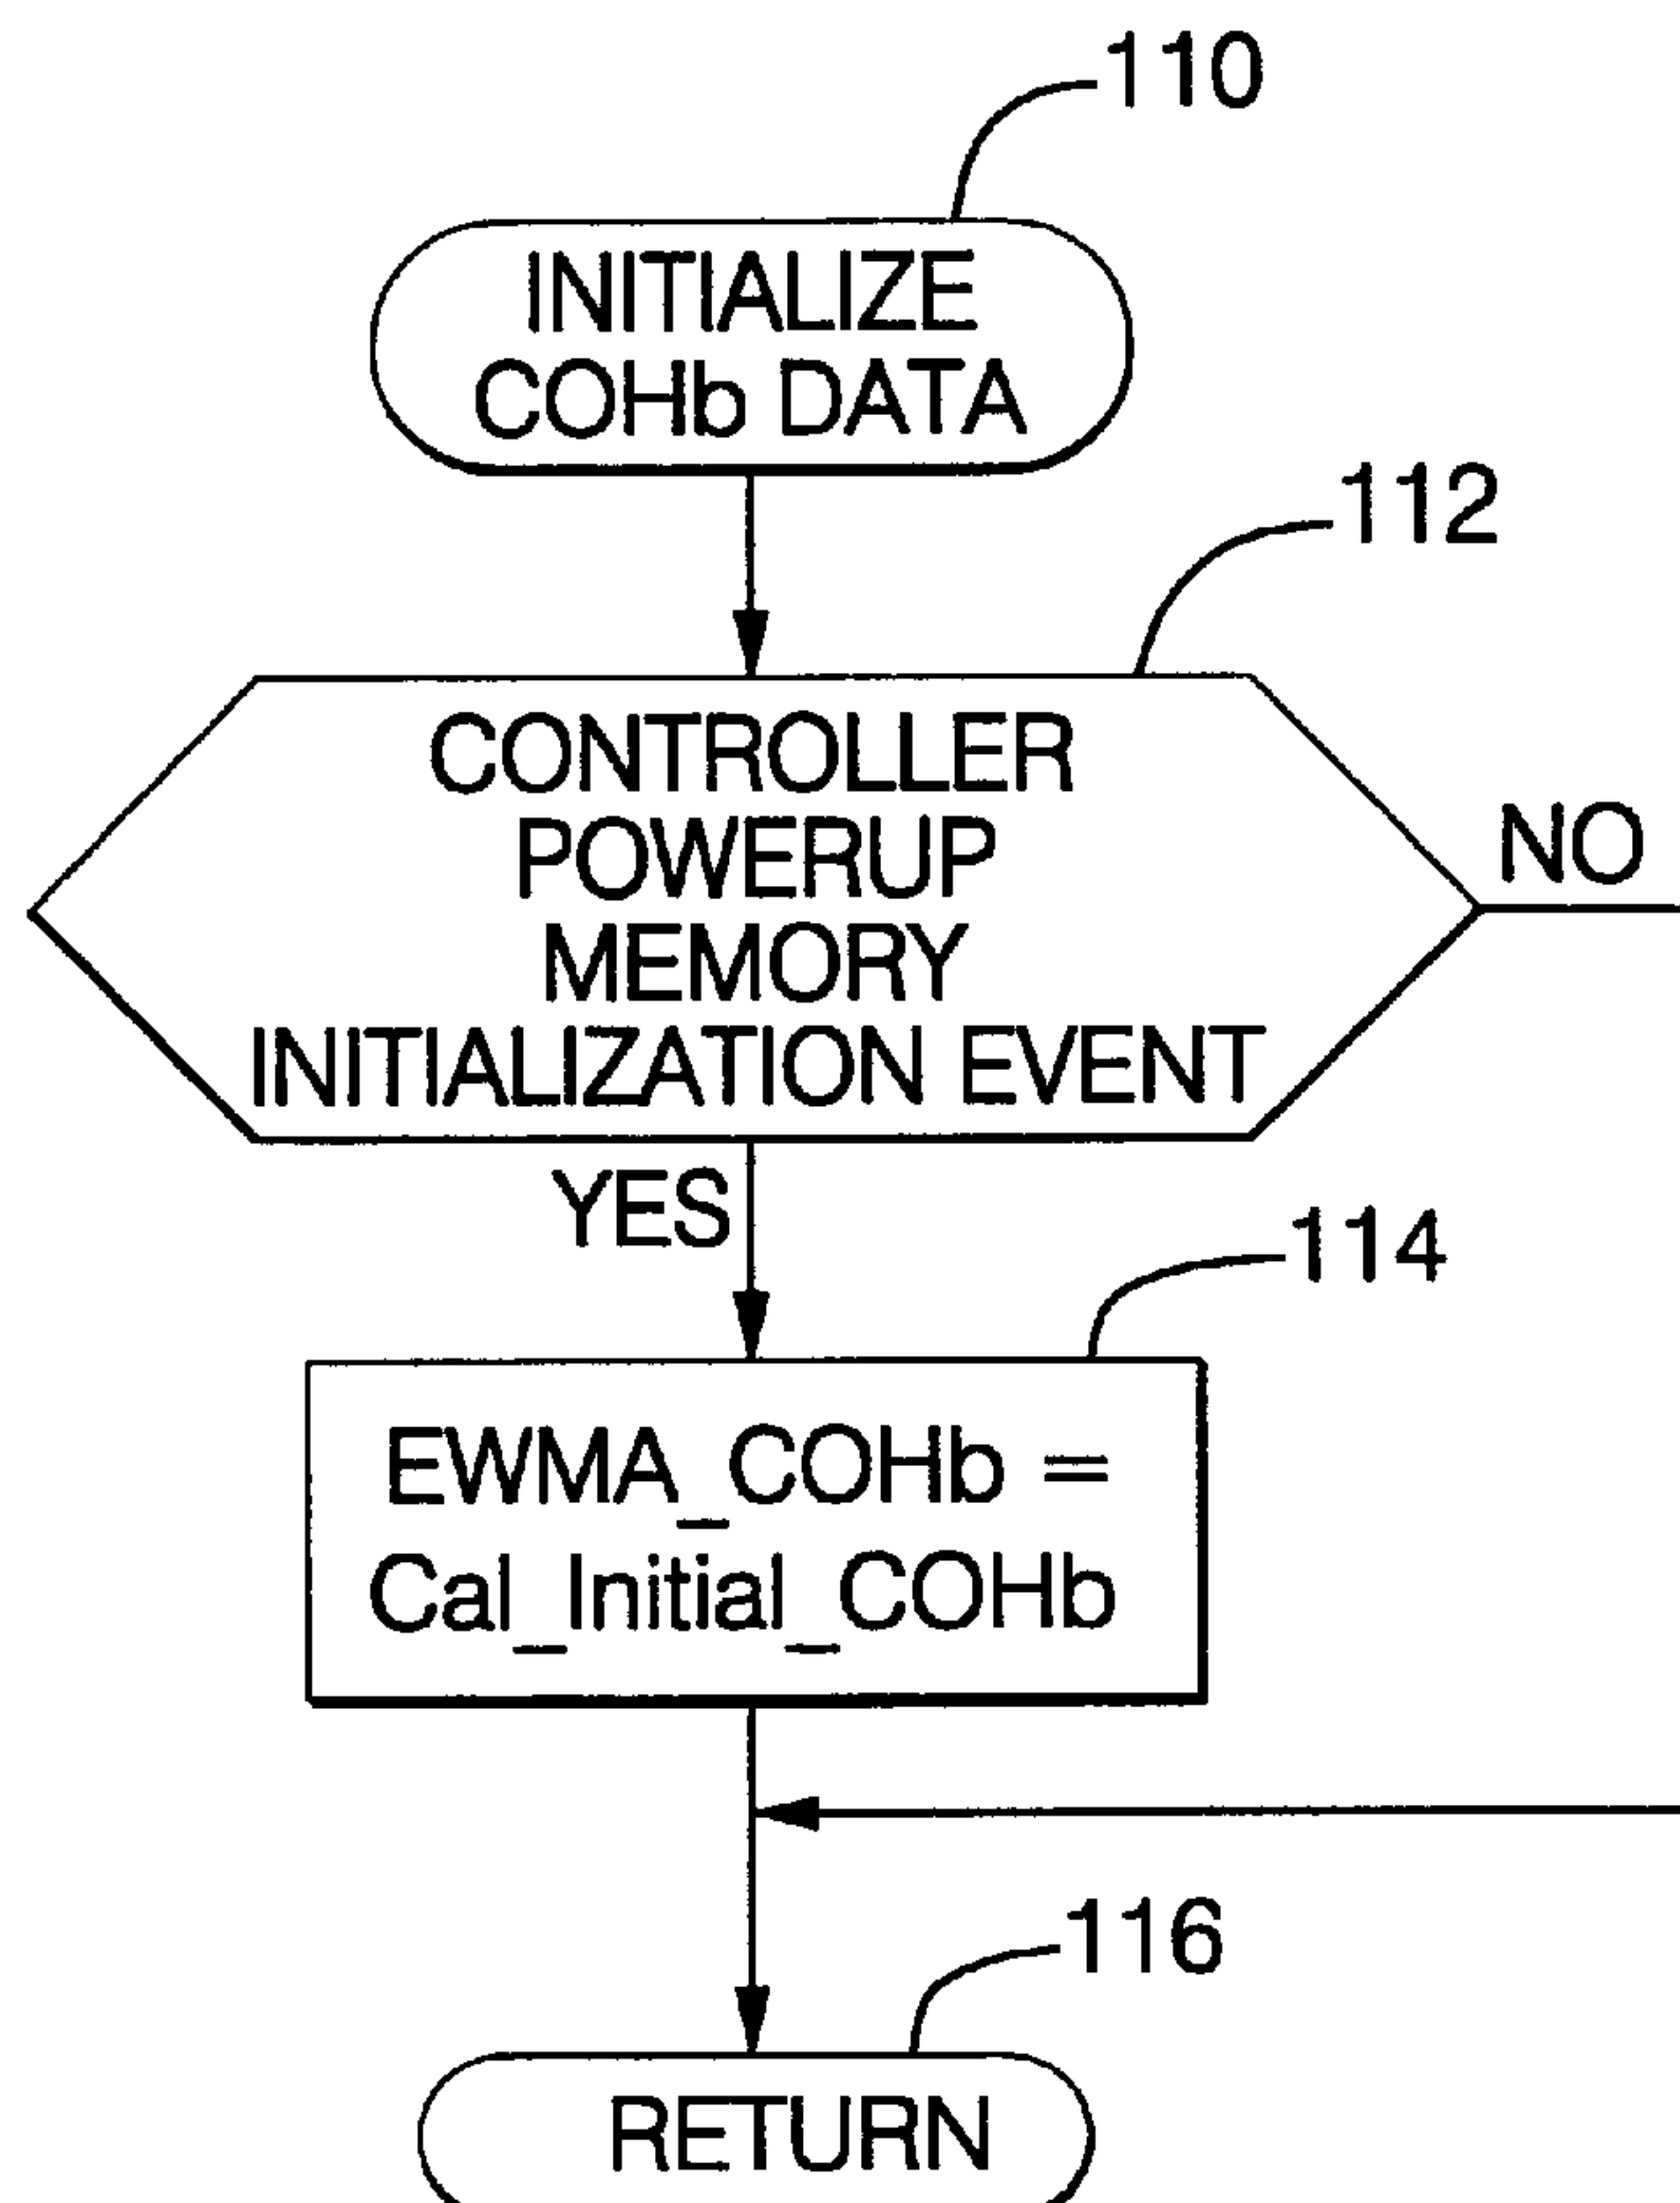 110
INITIALIZE
COHb DATA
112
CONTROLLER
POWERUP
MEMORY
INITIALIZATION EVENT
NO
YES
114
EWMA_COHb =
Cal_Initial_COHb
116
RETURN